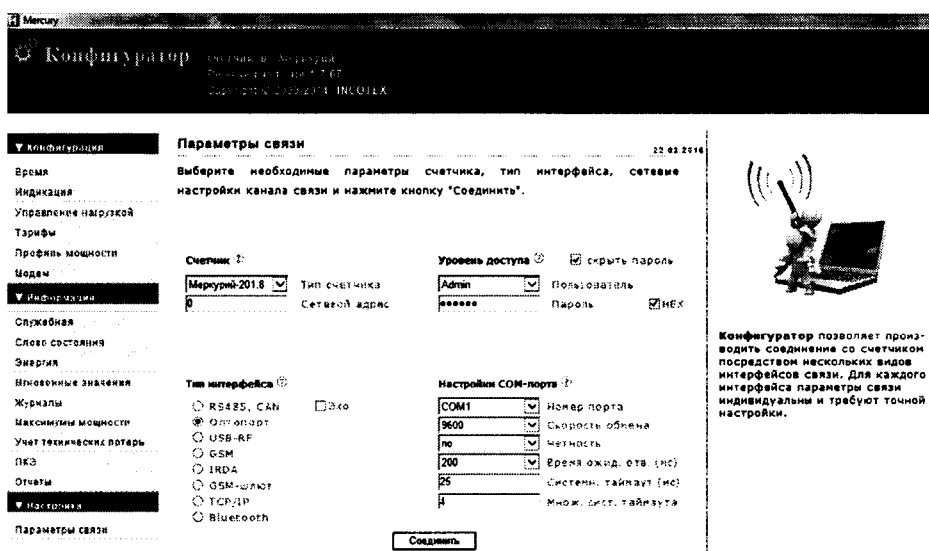 Mercury
Конфигуратор
INCOTEX
▼ Конфигурация
Время
Индикация
Управление нагрузкой
Тарифы
Профиль мощности
Модем
▼ Информация
Служебная
Слово состояния
Энергия
Мгновенные значения
Журналы
Максимумы мощности
Учет технических потерь
ПКЭ
Отчеты
▼ Настройка
Параметры связи
Параметры связи
22.03.2016
Выберите необходимые параметры счетчика, тип интерфейса, сетевые
настройки канала связи и нажмите кнопку "Соединить".
Счетчик
Меркурий-201.8 Тип счетчика
0 Сетевой адрес
Уровень доступа скрыть пароль
Admin Пользователь
●●●●●● Пароль HEX
Тип интерфейса
RS485, CAN Эхо
Оптопорт
USB-RF
GSM
IRDA
GSM-шлюз
TCP/IP
Bluetooth
Настройки COM-порта
COM1 Номер порта
9600 Скорость обмена
no Четность
200 Время ожид. отв. (мс)
25 Системн. таймаут (мс)
4 Множ. сист. таймаута
Соединить
Конфигуратор позволяет произ-
водить соединение со счетчиком
посредством нескольких видов
интерфейсов связи. Для каждого
интерфейса параметры связи
индивидуальны и требуют точной
настройки.